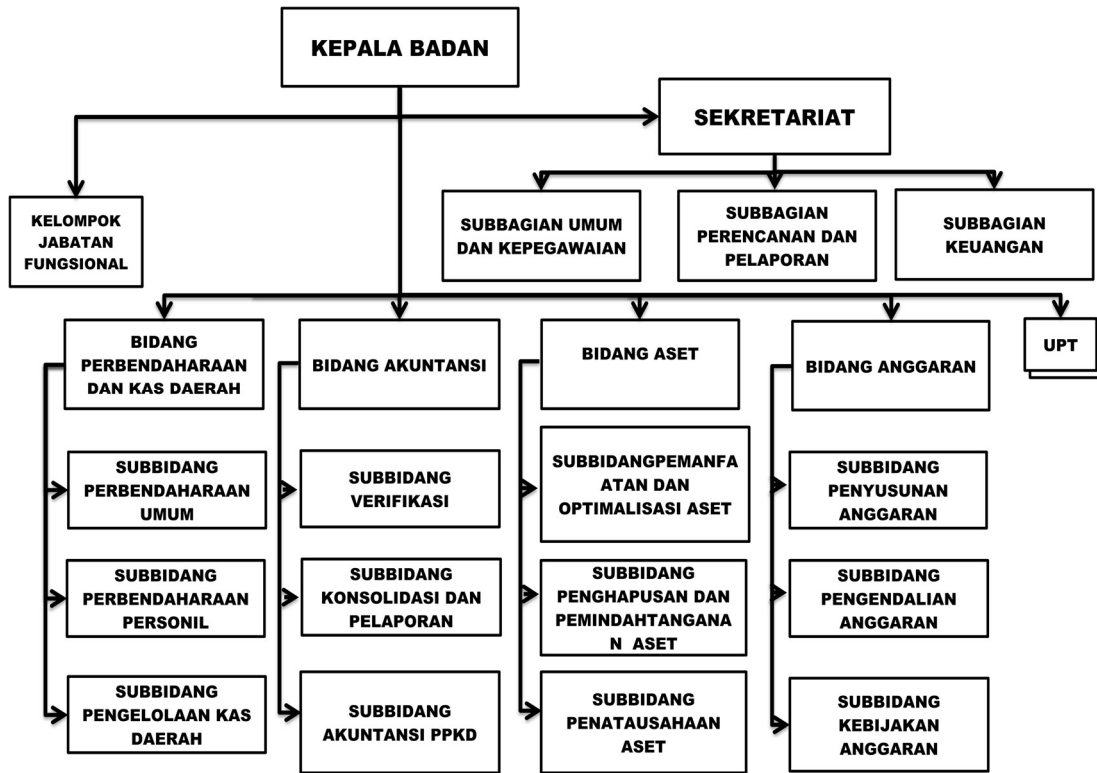 KEPALA BADAN
SEKRETARIAT
KELOMPOK
JABATAN
FUNGSIONAL
SUBBAGIAN UMUM
DAN KEPEGAWAIAN
SUBBAGIAN
PERENCANAN DAN
PELAPORAN
SUBBAGIAN
KEUANGAN
BIDANG
PERBENDAHARAAN
DAN KAS DAERAH
BIDANG AKUNTANSI
BIDANG ASET
BIDANG ANGGARAN
UPT
SUBBIDANG
PERBENDAHARAAN
UMUM
SUBBIDANG
VERIFIKASI
SUBBIDANGPEMANFA
ATAN DAN
OPTIMALISASI ASET
SUBBIDANG
PENYUSUNAN
ANGGARAN
SUBBIDANG
PERBENDAHARAAN
PERSONIL
SUBBIDANG
KONSOLIDASI DAN
PELAPORAN
SUBBIDANG
PENGHAPUSAN DAN
PEMINDAHTANGANA
N ASET
SUBBIDANG
PENGENDALIAN
ANGGARAN
SUBBIDANG
PENGELOLAAN KAS
DAERAH
SUBBIDANG
AKUNTANSI PPKD
SUBBIDANG
PENATAUSAHAAN
ASET
SUBBIDANG
KEBIJAKAN
ANGGARAN